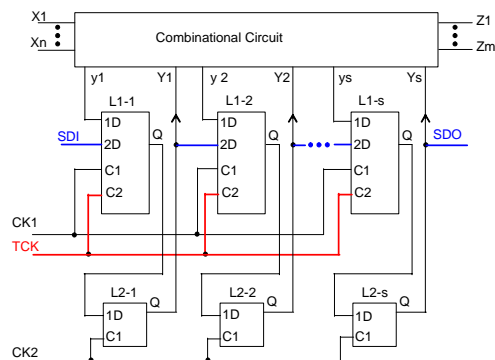 X1
Xn
Combinational Circuit
Z1
Zm
y1 Y1 y 2 Y2 ys Ys
L1-1 L1-2 L1-s
SDI 1D 2D C1 C2 Q
1D 2D C1 C2 Q
1D 2D C1 C2 Q SDO
CK1
TCK
L2-1 L2-2 L2-s
1D C1 Q
1D C1 Q
1D C1 Q
CK2